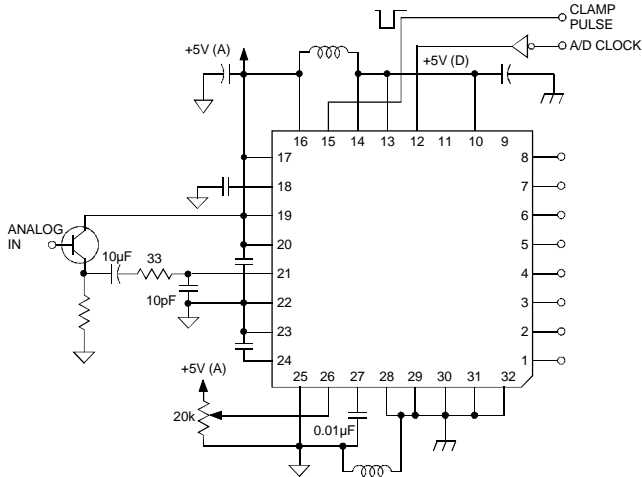 CLAMP
PULSE
A/D CLOCK
+5V (A)
+5V (D)
16 15 14 13 12 11 10 9
17
18
19
20
21
22
23
24
8
7
6
5
4
3
2
1
ANALOG
IN
10µF
33
10pF
25 26 27 28 29 30 31 32
+5V (A)
20k
0.01µF